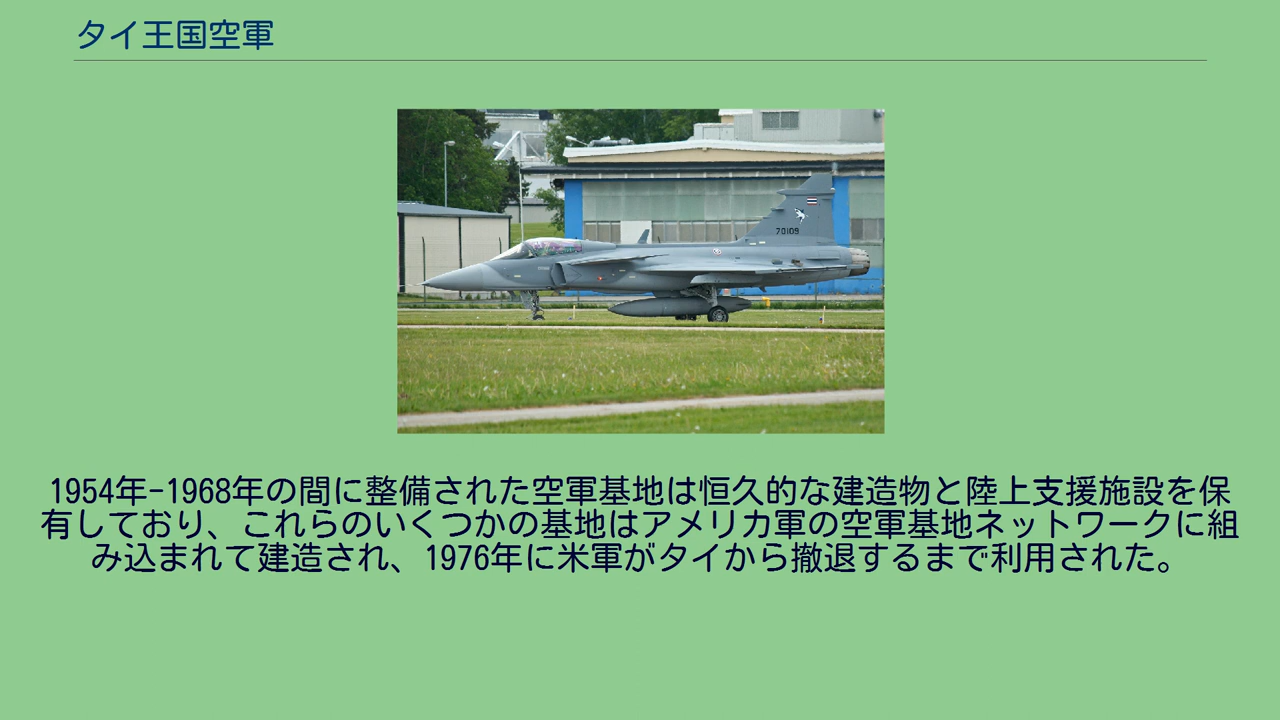 タイ王国空軍
70109
1954年-1968年の間に整備された空軍基地は恒久的な建造物と陸上支援施設を保
有しており、これらのいくつかの基地はアメリカ軍の空軍基地ネットワークに組
み込まれて建造され、1976年に米軍がタイから撤退するまで利用された。